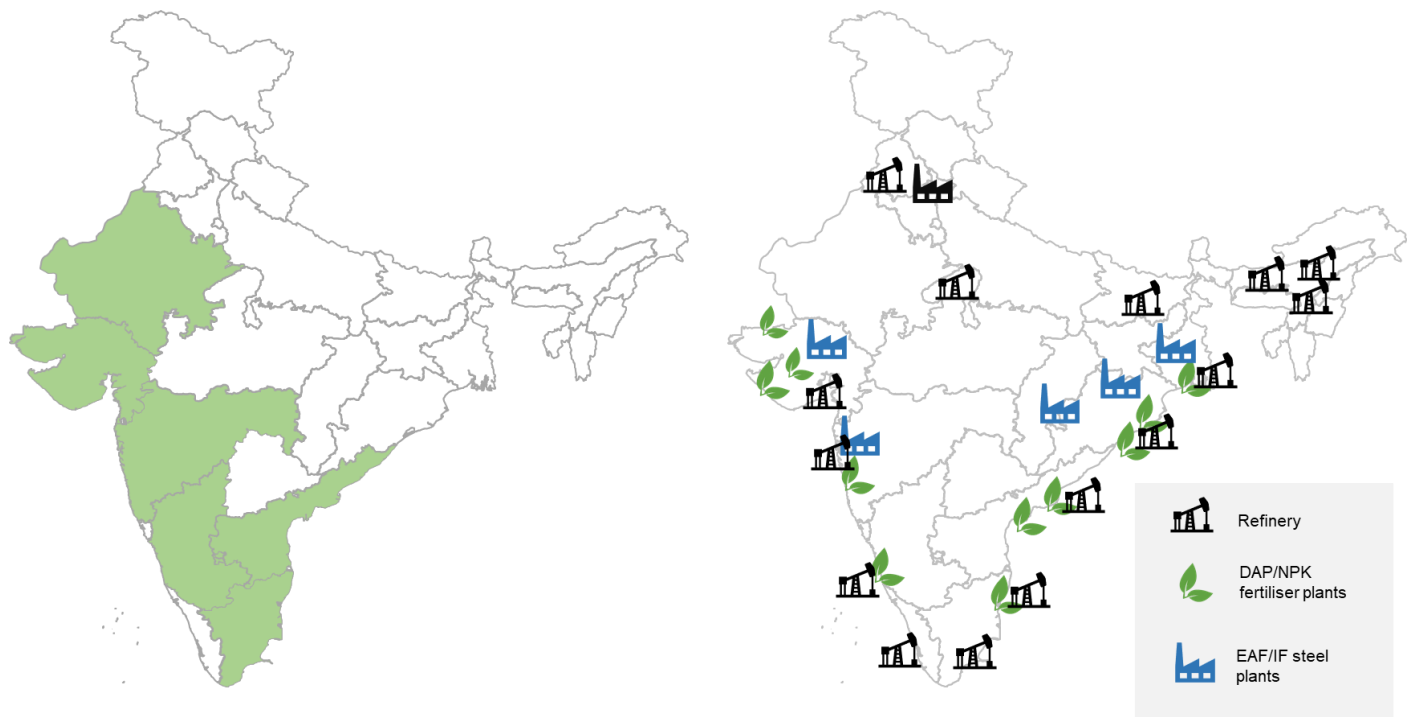 Refinery
DAP/NPK
fertiliser plants
EAF/IF steel
plants